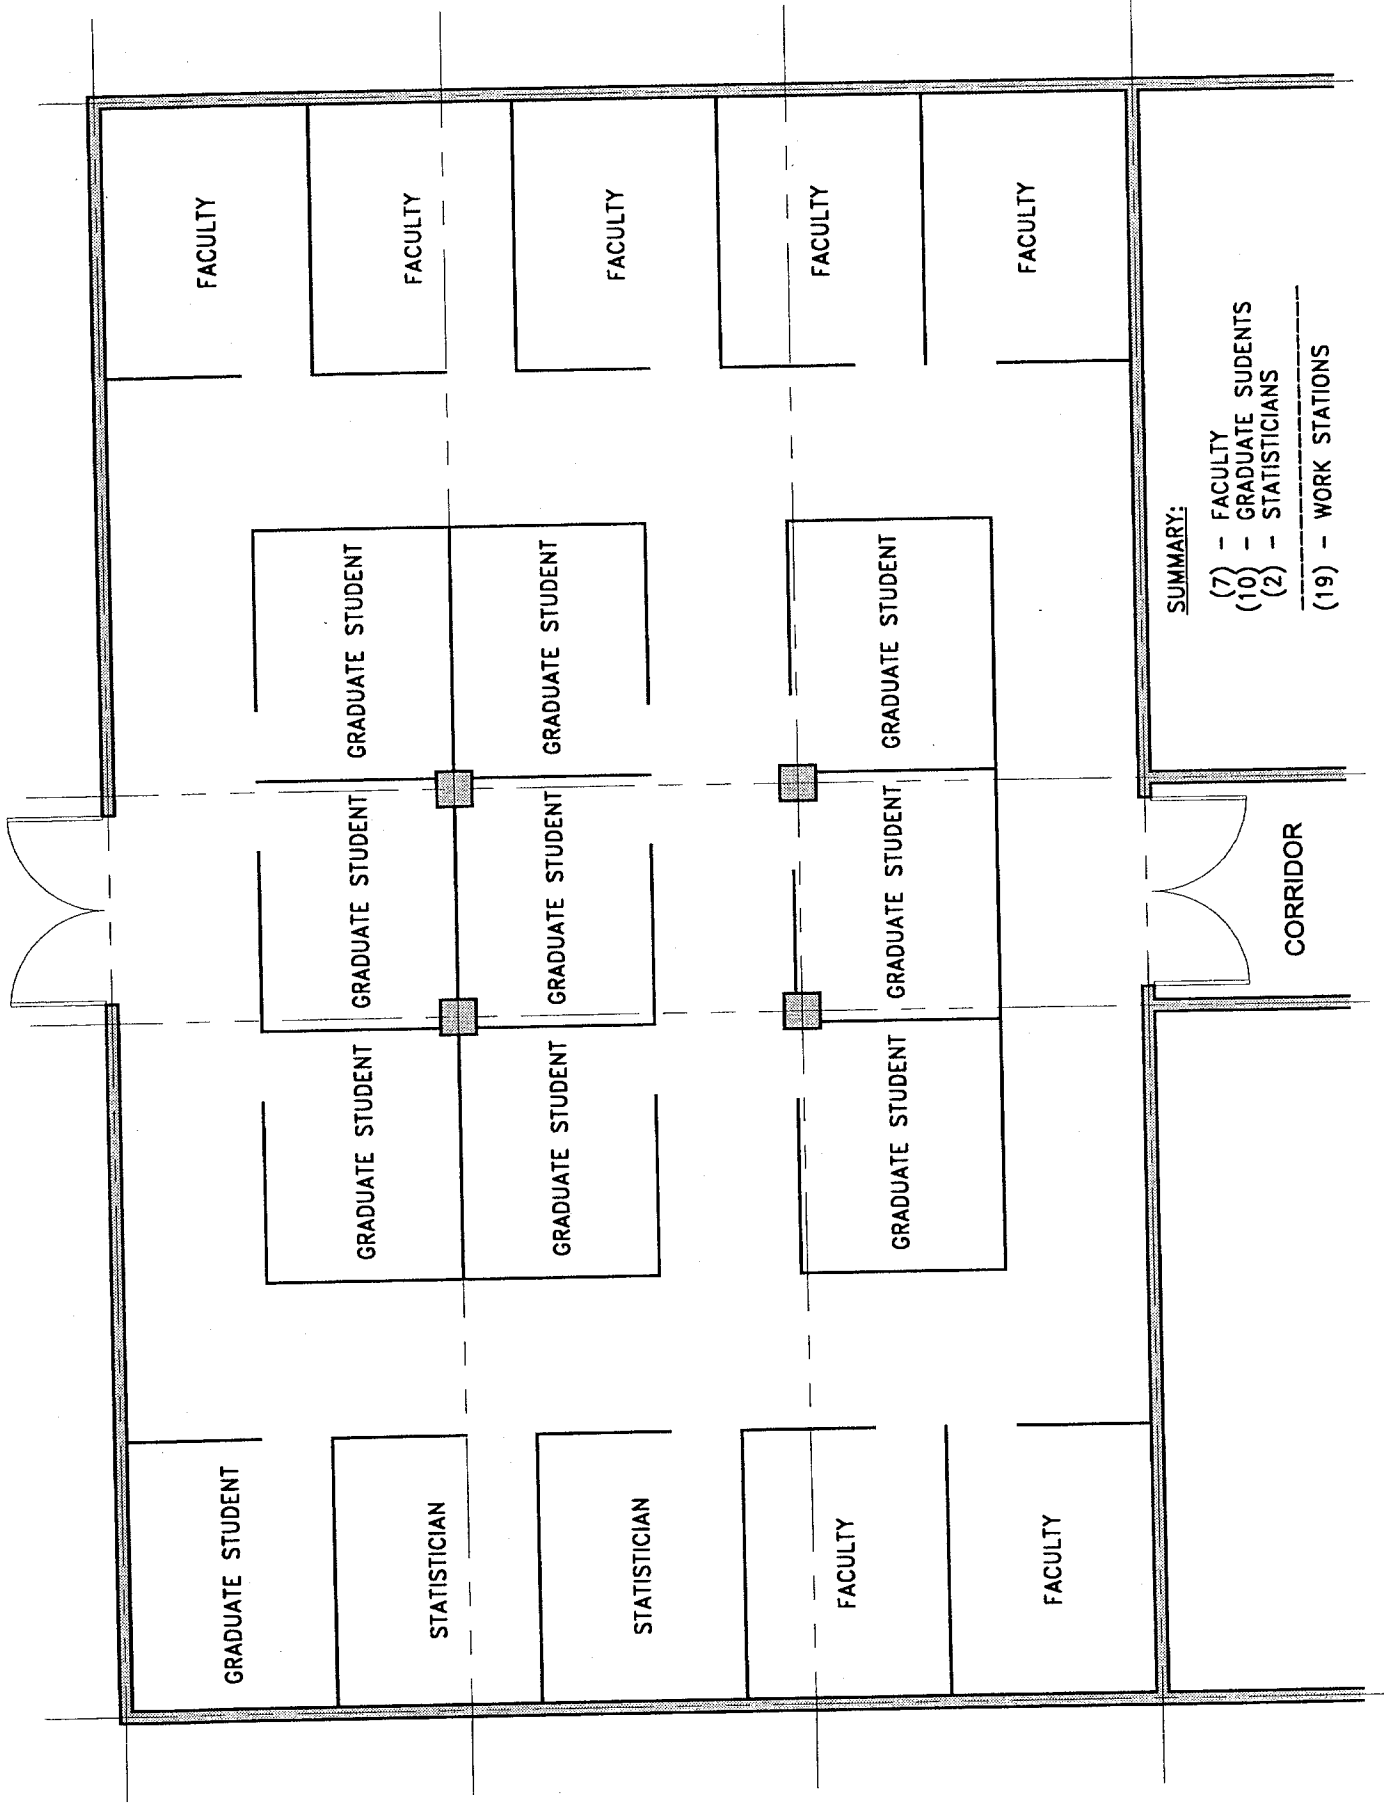 FACULTY
FACULTY
FACULTY
FACULTY
FACULTY
GRADUATE STUDENT
GRADUATE STUDENT
GRADUATE STUDENT
GRADUATE STUDENT
GRADUATE STUDENT
GRADUATE STUDENT
GRADUATE STUDENT
GRADUATE STUDENT
GRADUATE STUDENT
GRADUATE STUDENT
STATISTICIAN
STATISTICIAN
FACULTY
FACULTY
CORRIDOR
SUMMARY:
(7) - FACULTY
(10) - GRADUATE SUDENTS
(2) - STATISTICIANS
(19) - WORK STATIONS